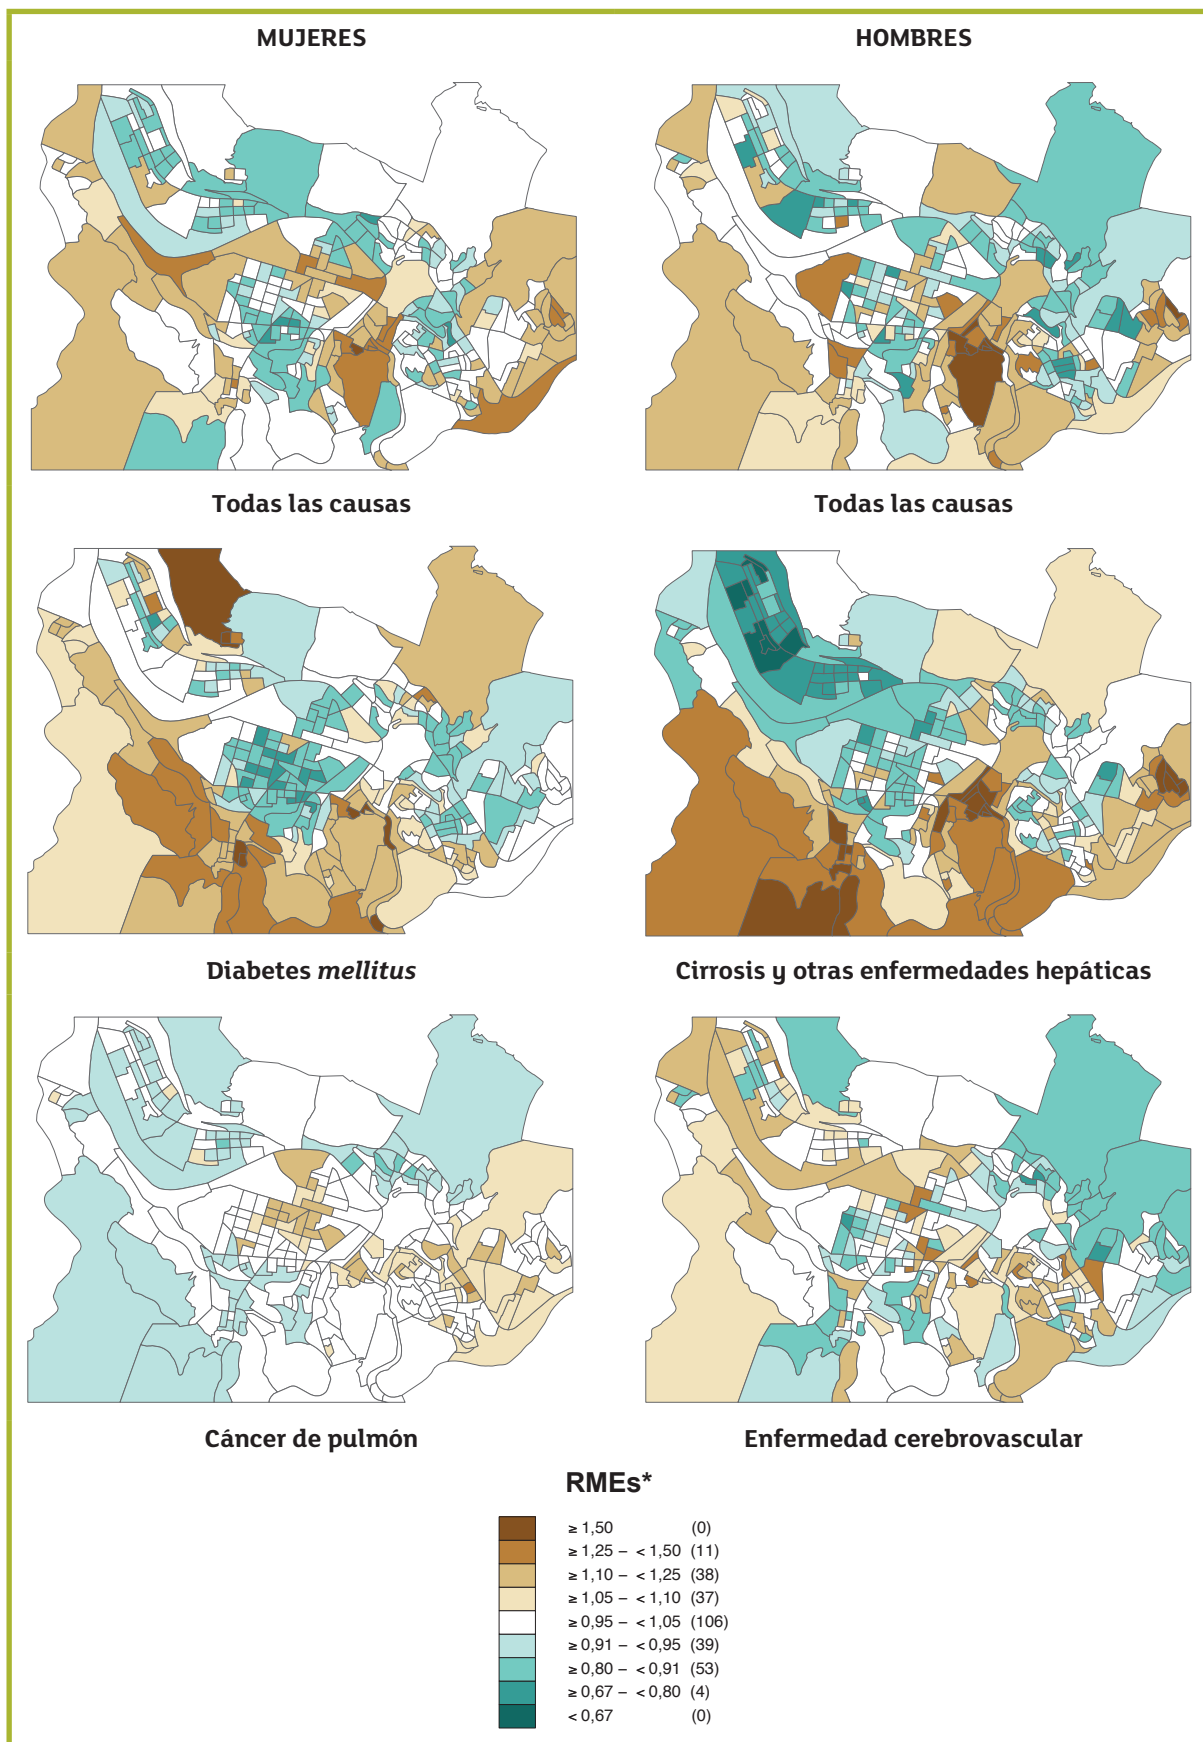 MUJERES
HOMBRES
Todas las causas
Todas las causas
Diabetes mellitus
Cirrosis y otras enfermedades hepáticas
Cáncer de pulmón
Enfermedad cerebrovascular
RMEs*
≥ 1,50 (0)
≥ 1,25 – < 1,50 (11)
≥ 1,10 – < 1,25 (38)
≥ 1,05 – < 1,10 (37)
≥ 0,95 – < 1,05 (106)
≥ 0,91 – < 0,95 (39)
≥ 0,80 – < 0,91 (53)
≥ 0,67 – < 0,80 (4)
< 0,67 (0)